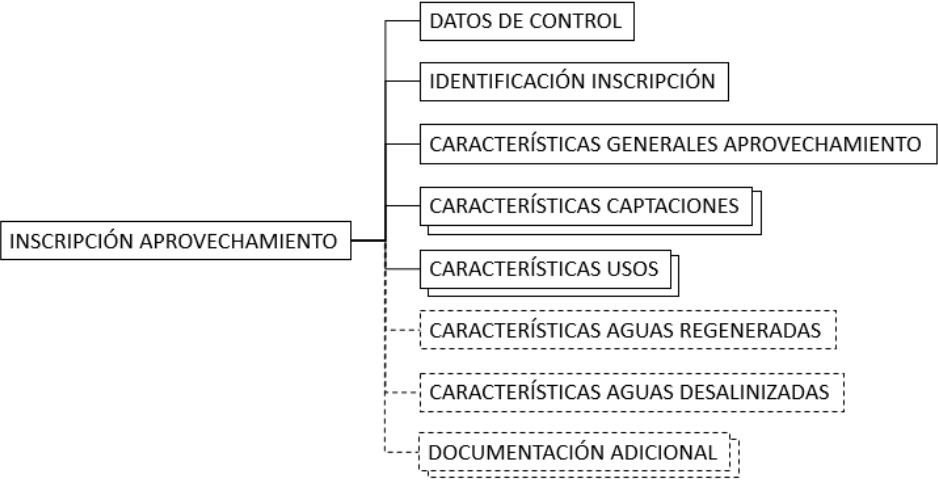 DATOS DE CONTROL
IDENTIFICACIÓN INSCRIPCIÓN
CARACTERÍSTICAS GENERALES APROVECHAMIENTO
CARACTERÍSTICAS CAPTACIONES
INSCRIPCIÓN APROVECHAMIENTO
CARACTERÍSTICAS USOS
CARACTERÍSTICAS AGUAS REGENERADAS
CARACTERÍSTICAS AGUAS DESALINIZADAS
DOCUMENTACIÓN ADICIONAL